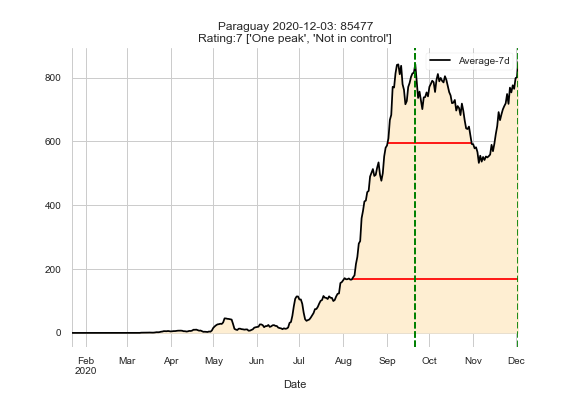 Paraguay 2020-12-03: 85477
Rating:7 ['One peak', 'Not in control']
Average-7d
800
600
400
200
0
Feb Mar Apr May Jun Jul Aug Sep Oct Nov Dec
2020
Date